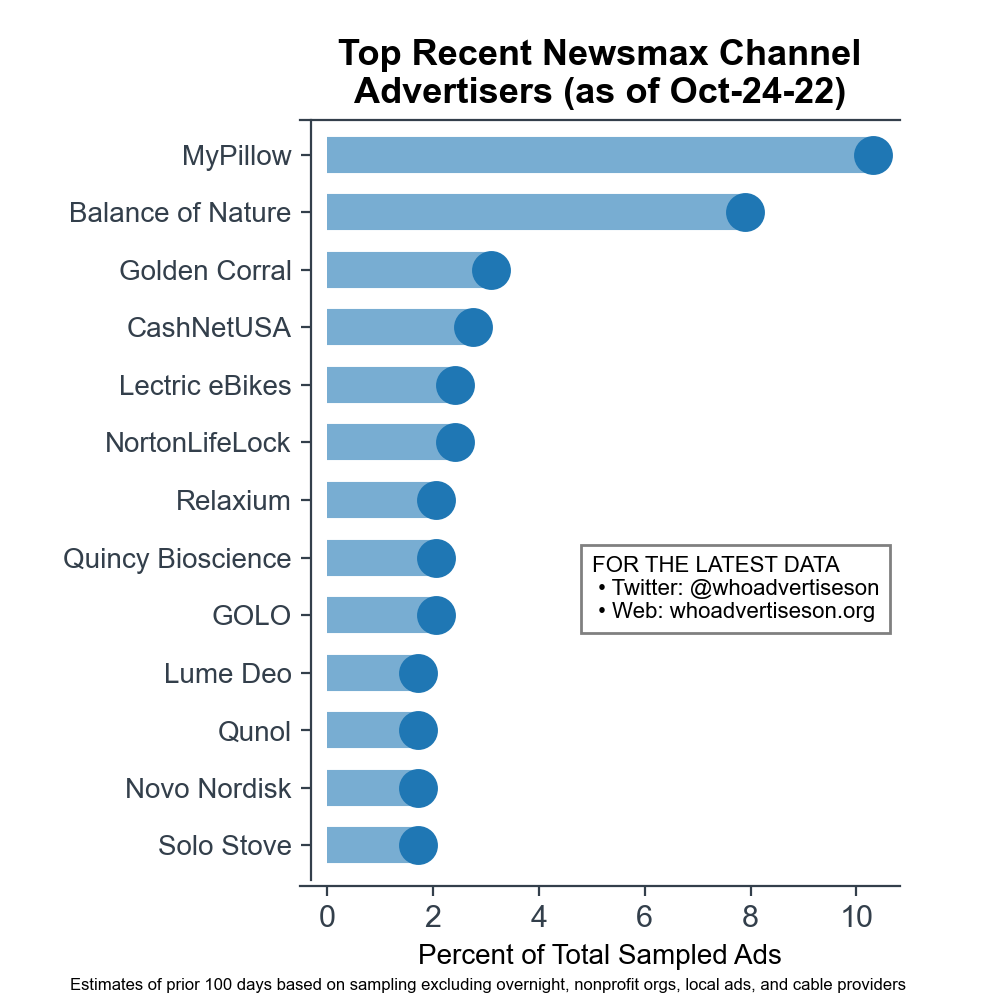 Top Recent Newsmax Channel
Advertisers (as of Oct-24-22)
MyPillow
Balance of Nature
Golden Corral
CashNetUSA
Lectric eBikes
NortonLifeLock
Relaxium
Quincy Bioscience
GOLO
Lume Deo
Qunol
Novo Nordisk
Solo Stove
FOR THE LATEST DATA
• Twitter: @whoadvertiseson
• Web: whoadvertiseson.org
0 2 4 6 8 10
Percent of Total Sampled Ads
Estimates of prior 100 days based on sampling excluding overnight, nonprofit orgs, local ads, and cable providers